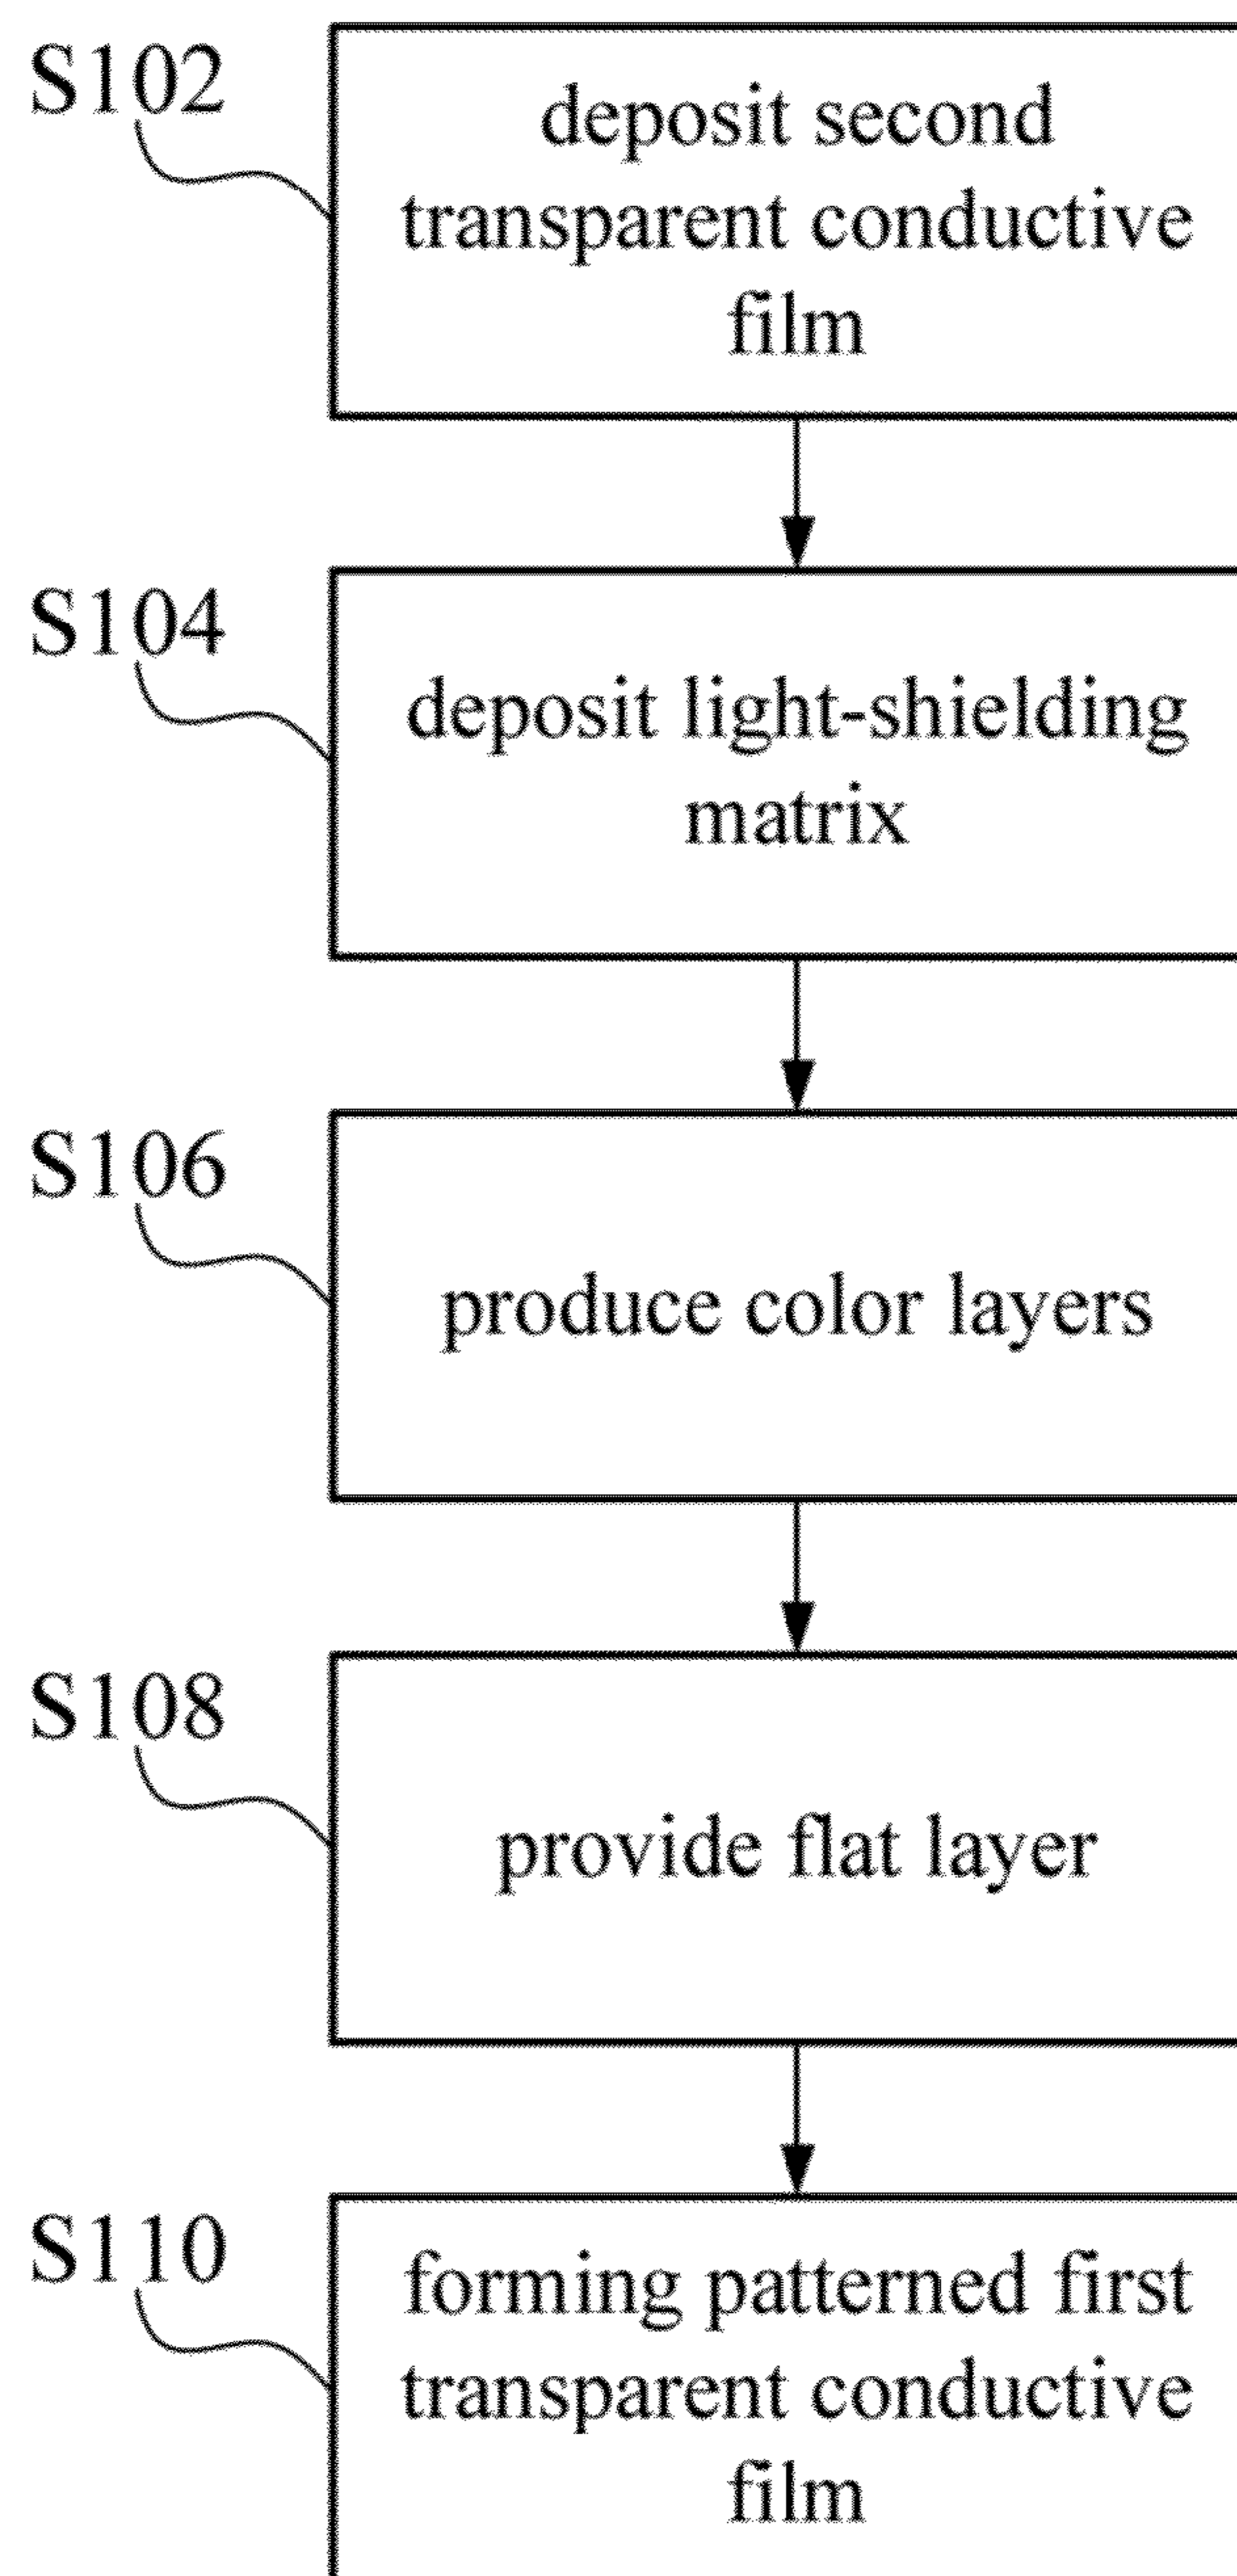 S102
deposit second
transparent conductive
film
S104
deposit light-shielding
matrix
S106
produce color layers
S108
provide flat layer
S110
forming patterned first
transparent conductive
film